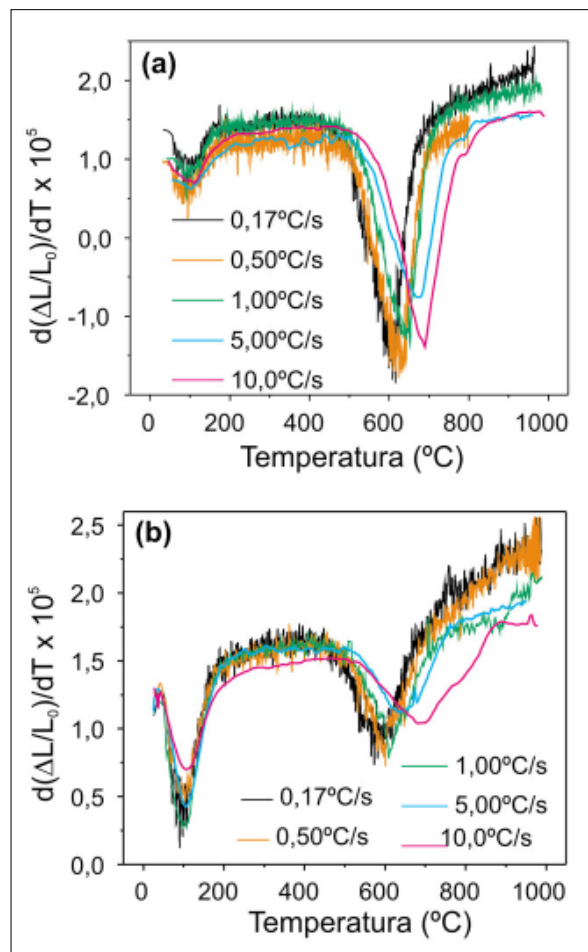 (a)
d(ΔL/L₀)/dT x 10⁵
2,0
1,0
0,0
-1,0
-2,0
0,17ºC/s
0,50ºC/s
1,00ºC/s
5,00ºC/s
10,0ºC/s
0 200 400 600 800 1000
Temperatura (ºC)
(b)
d(ΔL/L₀)/dT x 10⁵
2,5
2,0
1,5
1,0
0,5
0,0
0,17ºC/s
0,50ºC/s
1,00ºC/s
5,00ºC/s
10,0ºC/s
0 200 400 600 800 1000
Temperatura (ºC)